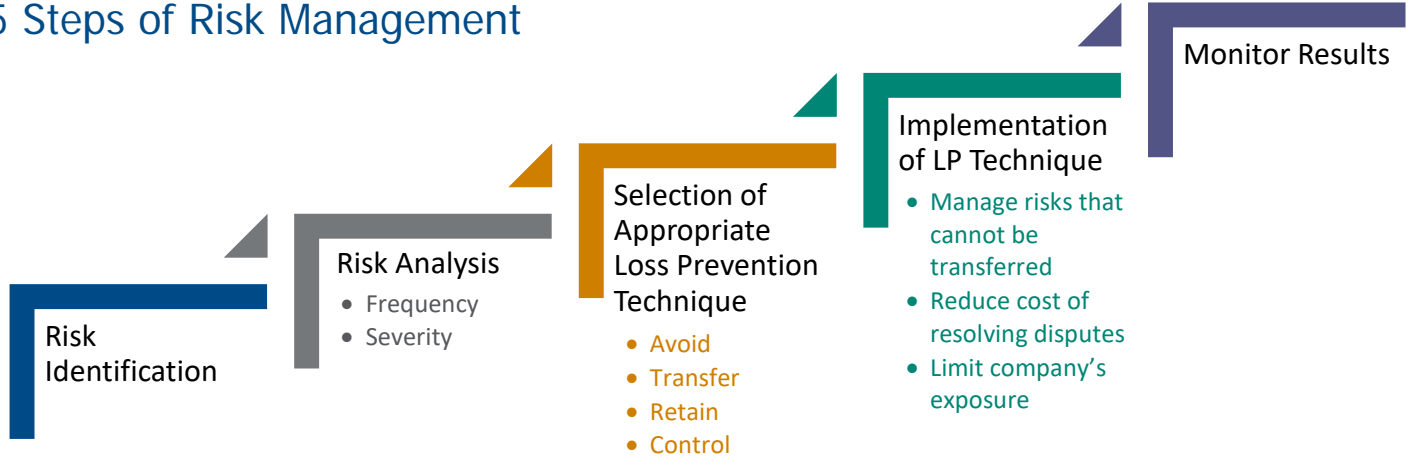 5 Steps of Risk Management
Risk
Identification
Risk Analysis
• Frequency
• Severity
Selection of
Appropriate
Loss Prevention
Technique
• Avoid
• Transfer
• Retain
• Control
Implementation
of LP Technique
• Manage risks that
cannot be
transferred
• Reduce cost of
resolving disputes
• Limit company’s
exposure
Monitor Results